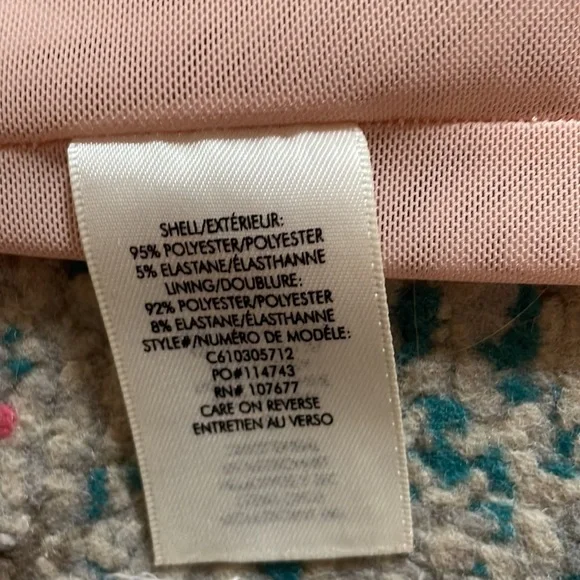 SHELL/EXTÉRIEUR:
95% POLYESTER/POLYESTER
5% ELASTANE/ÉLASTHANNE
LINING/DOUBLURE:
92% POLYESTER/POLYESTER
8% ELASTANE/ÉLASTHANNE
STYLE#/NUMÉRO DE MODÈLE:
C610305712
PO#114743
RN# 107677
CARE ON REVERSE
ENTRETIEN AU VERSO